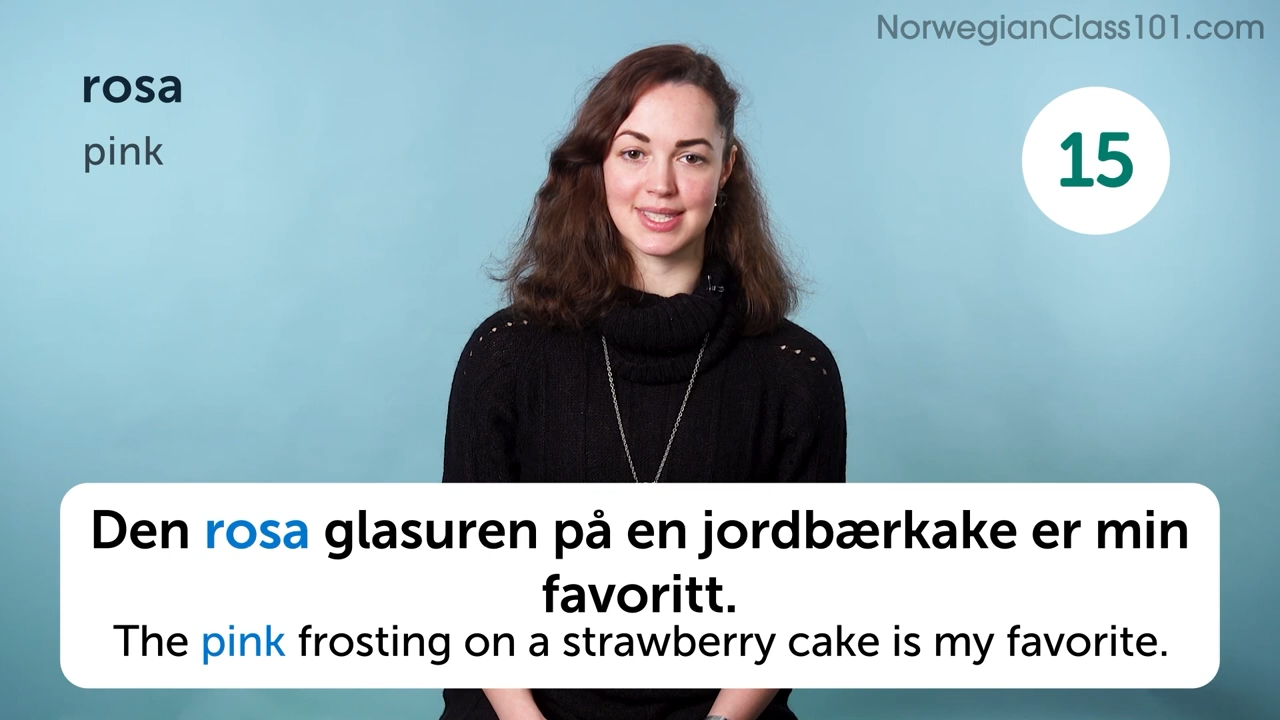 NorwegianClass101.com
rosa
pink
15
Den rosa glasuren på en jordbærkake er min
favoritt.
The pink frosting on a strawberry cake is my favorite.